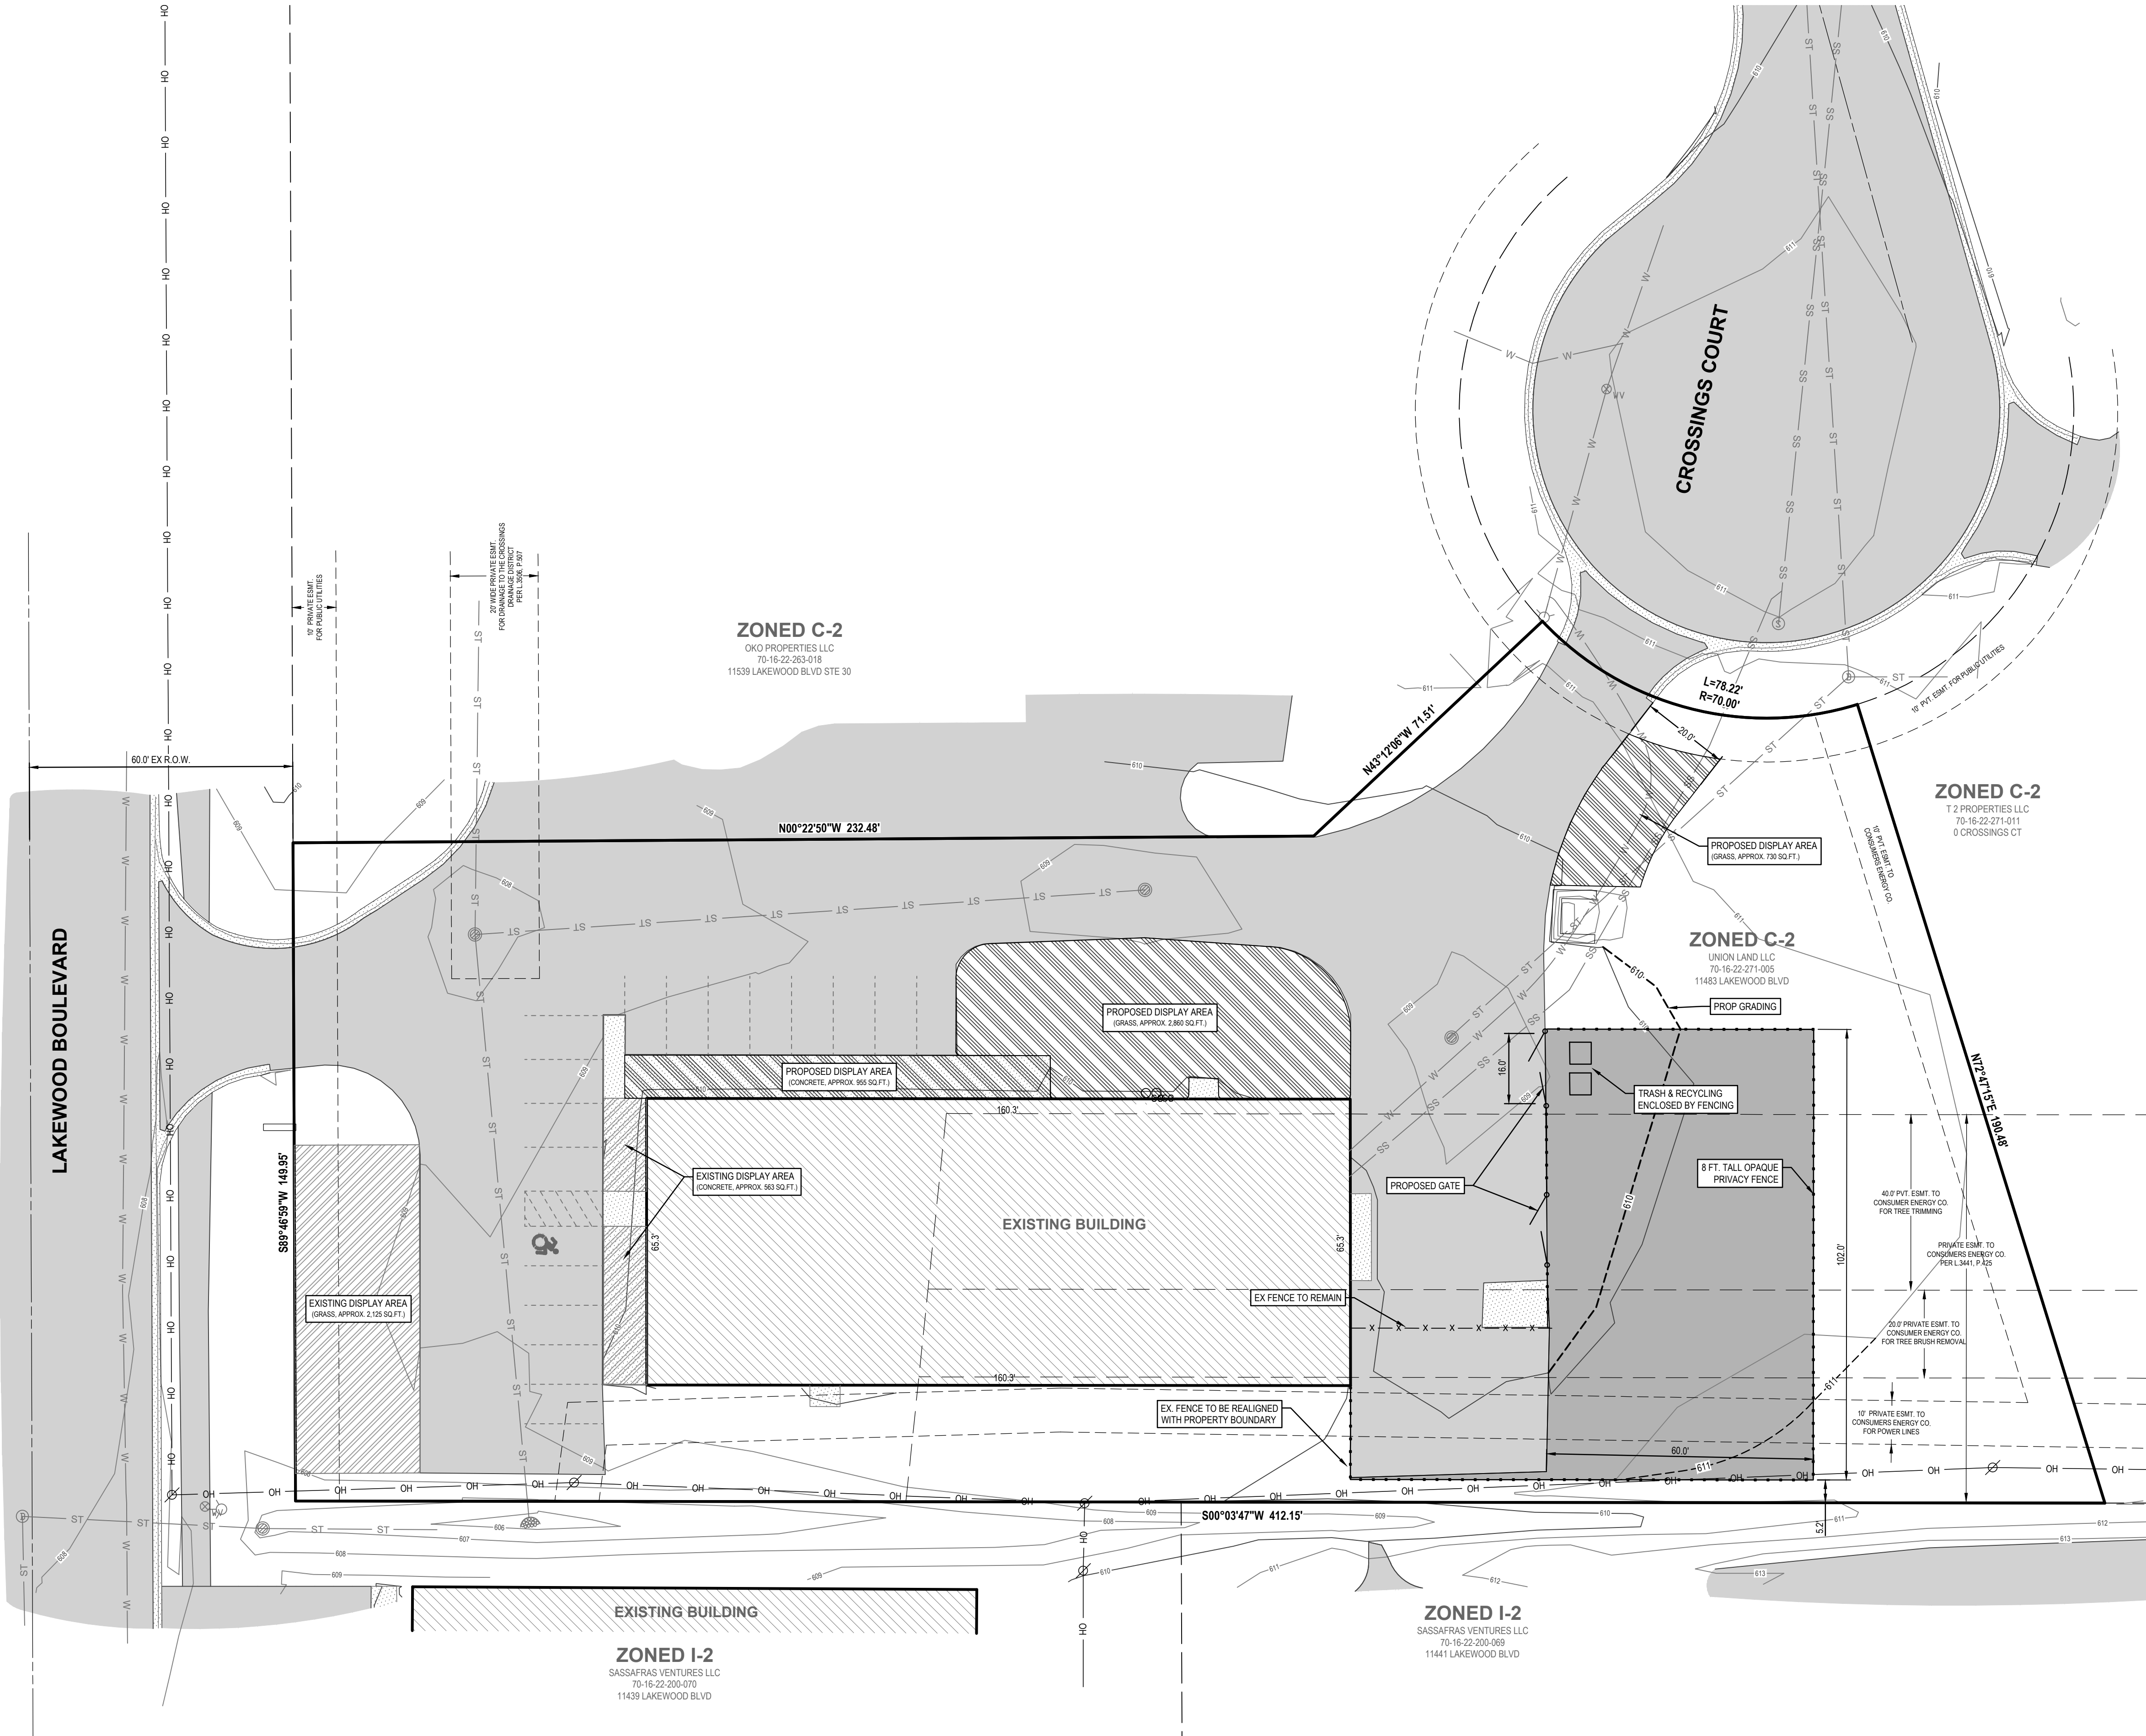 CROSSINGS COURT
LAKEWOOD BOULEVARD
60.0' EX R.O.W.
10' PRIVATE ESMT.
FOR PUBLIC UTILITIES
20' WIDE PRIVATE ESMT.
FOR DRAINAGE TO THE CROSSINGS
DRAINAGE DISTRICT
PER L.3506, P.507
ZONED C-2
OKO PROPERTIES LLC
70-16-22-263-018
11539 LAKEWOOD BLVD STE 30
N00°22'50"W 232.48'
N43°12'06"W 71.51'
L=78.22'
R=70.00'
20.0'
10' PVT. ESMT. FOR PUBLIC UTILITIES
ZONED C-2
T 2 PROPERTIES LLC
70-16-22-271-011
0 CROSSINGS CT
10' PVT. ESMT. TO
CONSUMERS ENERGY CO.
PROPOSED DISPLAY AREA
(GRASS, APPROX. 730 SQ.FT.)
ZONED C-2
UNION LAND LLC
70-16-22-271-005
11483 LAKEWOOD BLVD
PROP GRADING
PROPOSED DISPLAY AREA
(GRASS, APPROX. 2,860 SQ.FT.)
PROPOSED DISPLAY AREA
(CONCRETE, APPROX. 955 SQ.FT.)
16.0'
TRASH & RECYCLING
ENCLOSED BY FENCING
N72°47'15"E 190.48'
160.3'
S89°46'59"W 149.95'
EXISTING DISPLAY AREA
(CONCRETE, APPROX. 563 SQ.FT.)
65.3'
EXISTING BUILDING
65.3'
PROPOSED GATE
8 FT. TALL OPAQUE
PRIVACY FENCE
40.0' PVT. ESMT. TO
CONSUMER ENERGY CO.
FOR TREE TRIMMING
102.0'
PRIVATE ESMT. TO
CONSUMERS ENERGY CO.
PER L.3441, P.425
EXISTING DISPLAY AREA
(GRASS, APPROX. 2,125 SQ.FT.)
EX FENCE TO REMAIN
20.0' PRIVATE ESMT. TO
CONSUMER ENERGY CO.
FOR TREE BRUSH REMOVAL
160.3'
EX. FENCE TO BE REALIGNED
WITH PROPERTY BOUNDARY
10' PRIVATE ESMT. TO
CONSUMERS ENERGY CO.
FOR POWER LINES
60.0'
S00°03'47"W 412.15'
5.2'
EXISTING BUILDING
ZONED I-2
SASSAFRAS VENTURES LLC
70-16-22-200-070
11439 LAKEWOOD BLVD
ZONED I-2
SASSAFRAS VENTURES LLC
70-16-22-200-069
11441 LAKEWOOD BLVD